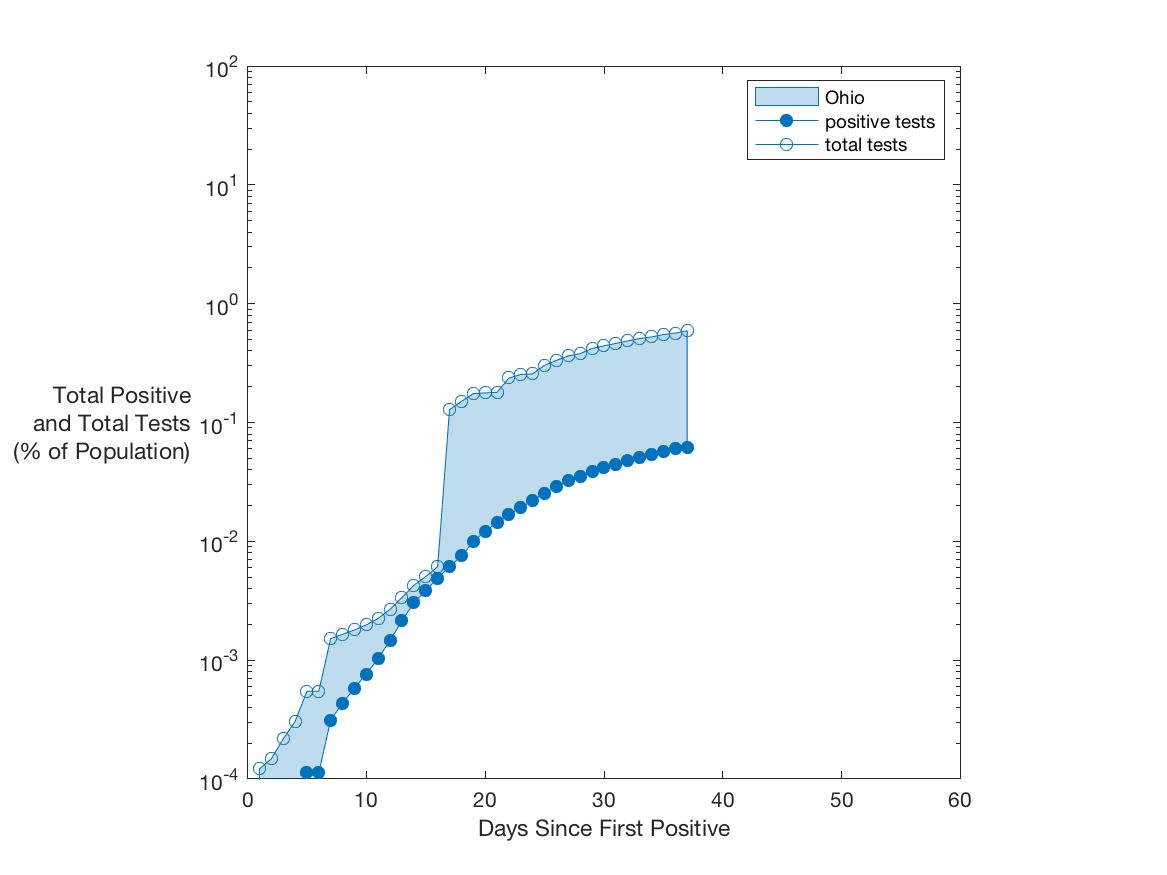 10^2
10^1
10^0
10^-1
10^-2
10^-3
10^-4
Total Positive
and Total Tests
(% of Population)
Ohio
positive tests
total tests
0 10 20 30 40 50 60
Days Since First Positive